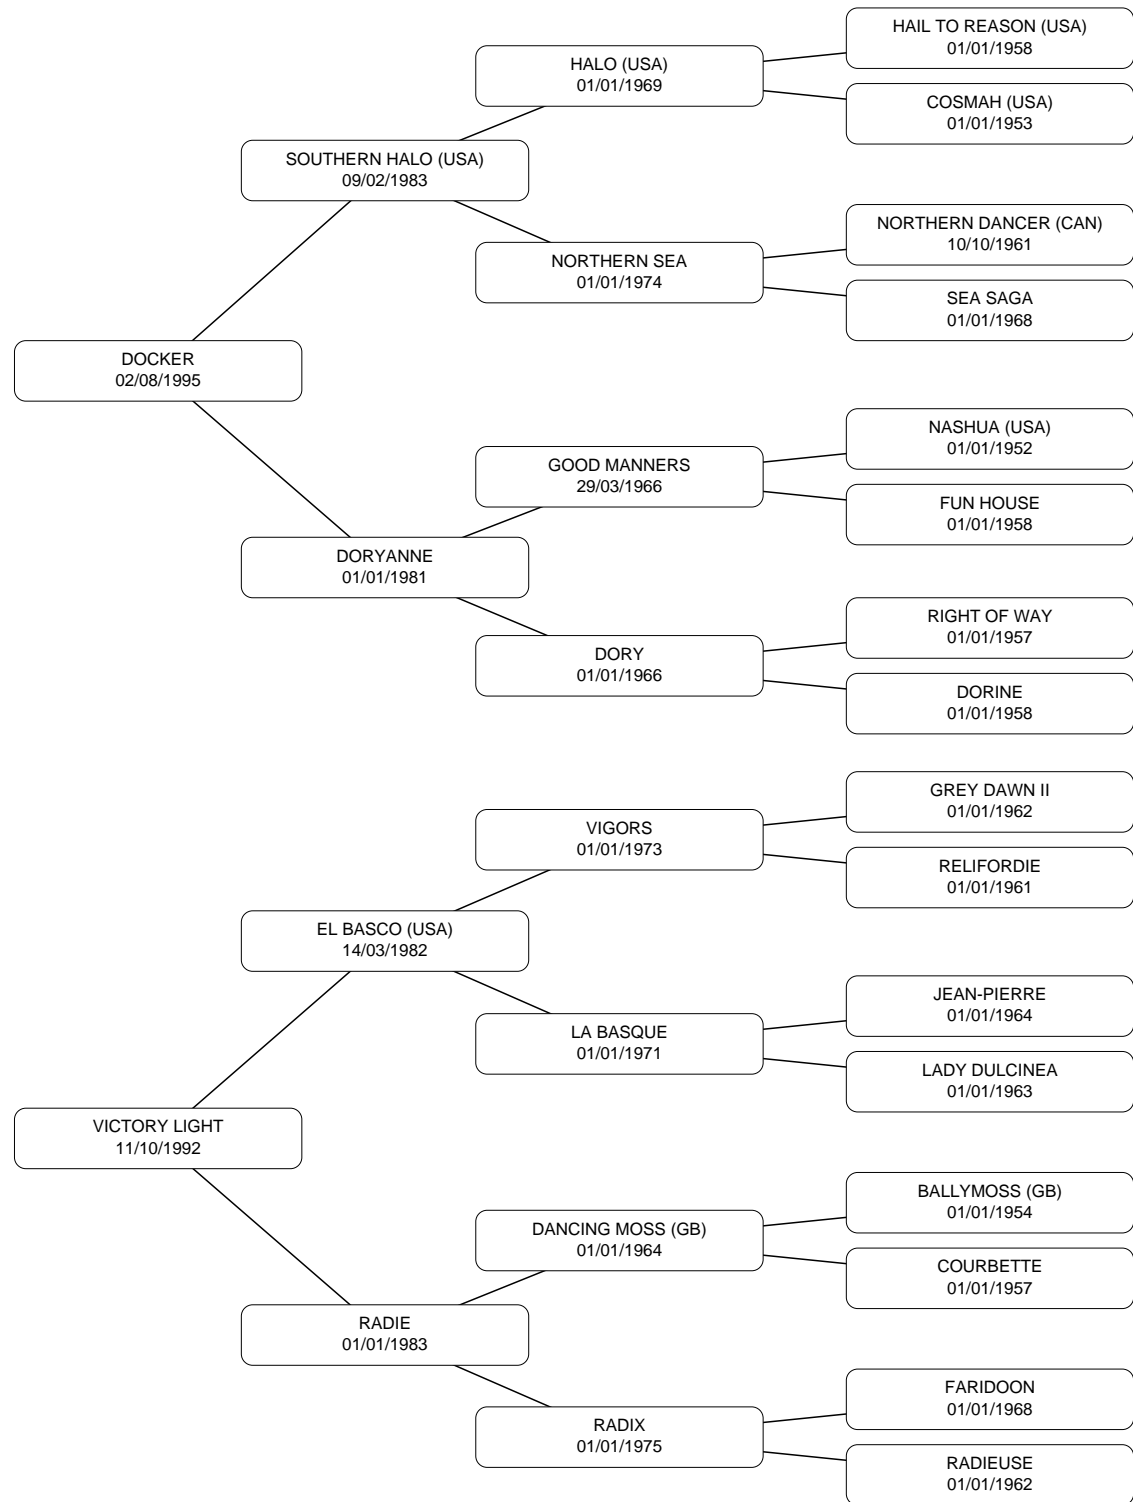 HAIL TO REASON (USA)
01/01/1958
HALO (USA)
01/01/1969
COSMAH (USA)
01/01/1953
SOUTHERN HALO (USA)
09/02/1983
NORTHERN DANCER (CAN)
10/10/1961
NORTHERN SEA
01/01/1974
SEA SAGA
01/01/1968
DOCKER
02/08/1995
NASHUA (USA)
01/01/1952
GOOD MANNERS
29/03/1966
FUN HOUSE
01/01/1958
DORYANNE
01/01/1981
RIGHT OF WAY
01/01/1957
DORY
01/01/1966
DORINE
01/01/1958
GREY DAWN II
01/01/1962
VIGORS
01/01/1973
RELIFORDIE
01/01/1961
EL BASCO (USA)
14/03/1982
JEAN-PIERRE
01/01/1964
LA BASQUE
01/01/1971
LADY DULCINEA
01/01/1963
VICTORY LIGHT
11/10/1992
BALLYMOSS (GB)
01/01/1954
DANCING MOSS (GB)
01/01/1964
COURBETTE
01/01/1957
RADIE
01/01/1983
FARIDOON
01/01/1968
RADIX
01/01/1975
RADIEUSE
01/01/1962